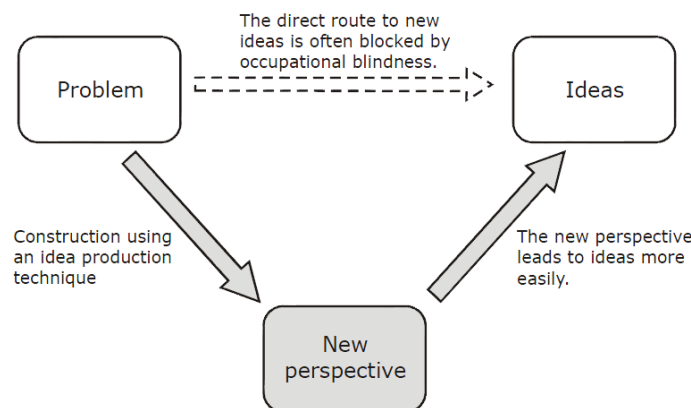 The direct route to new
ideas is often blocked by
occupational blindness.
Problem
Ideas
Construction using
an idea production
technique
The new perspective
leads to ideas more
easily.
New
perspective